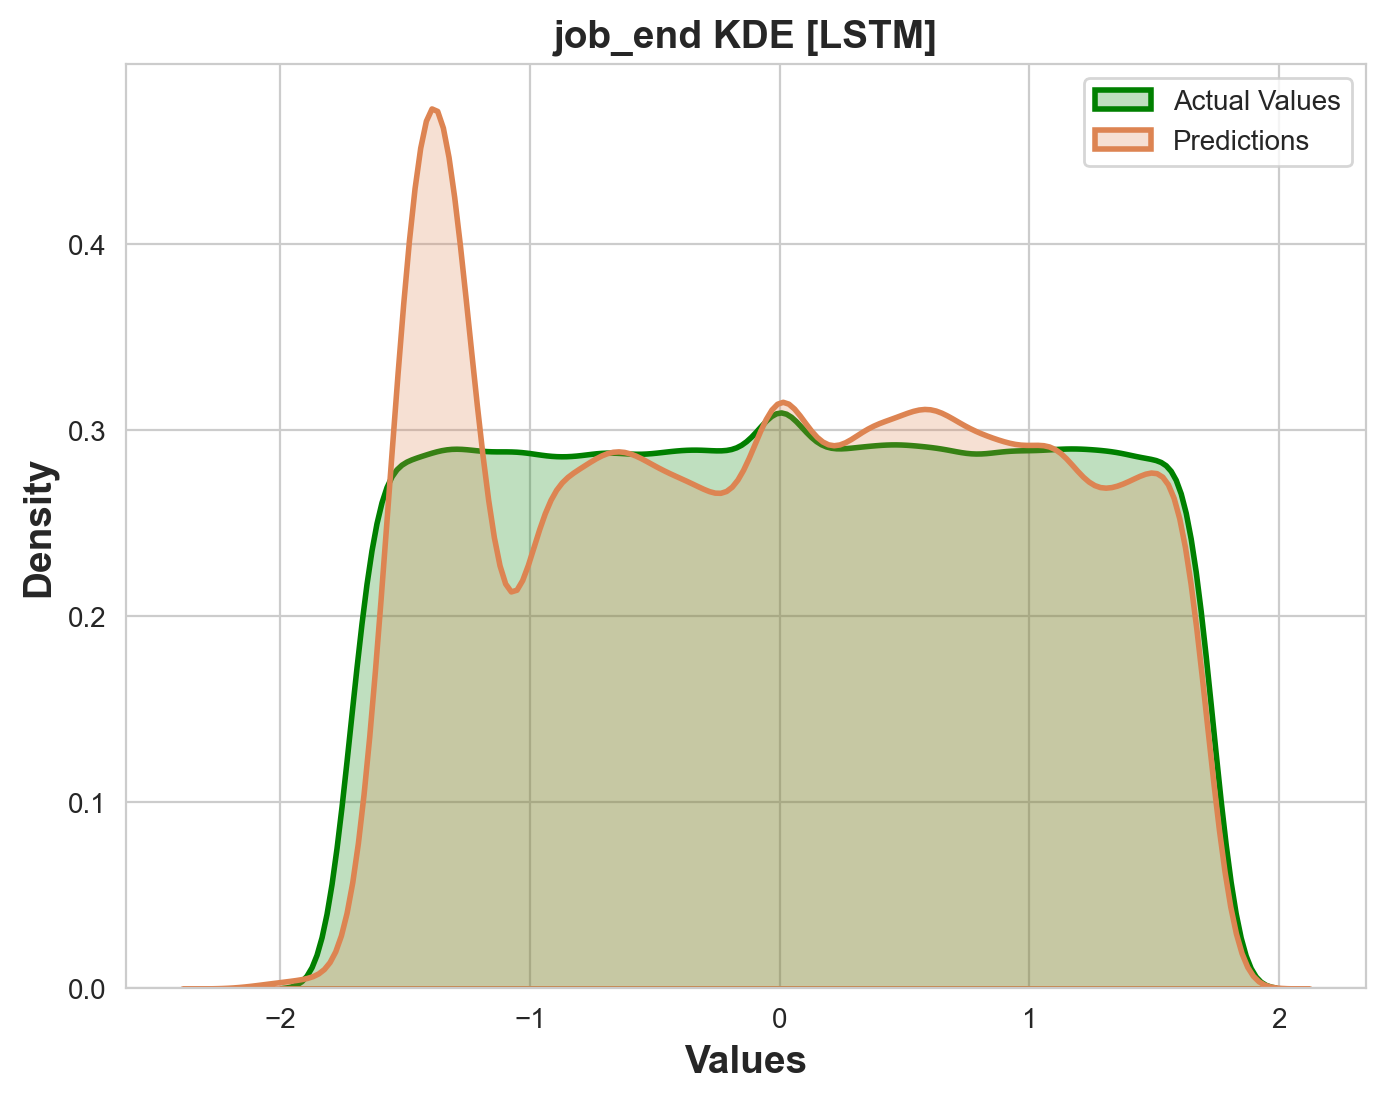 job_end KDE [LSTM]
Actual Values
Predictions
Density
0.4
0.3
0.2
0.1
0.0
−2
−1
0
1
2
Values